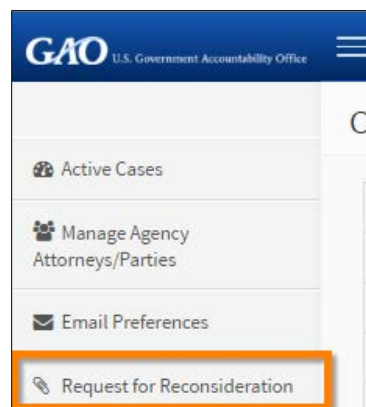 GAO U.S. Government Accountability Office
C
Active Cases
Manage Agency
Attorneys/Parties
Email Preferences
Request for Reconsideration